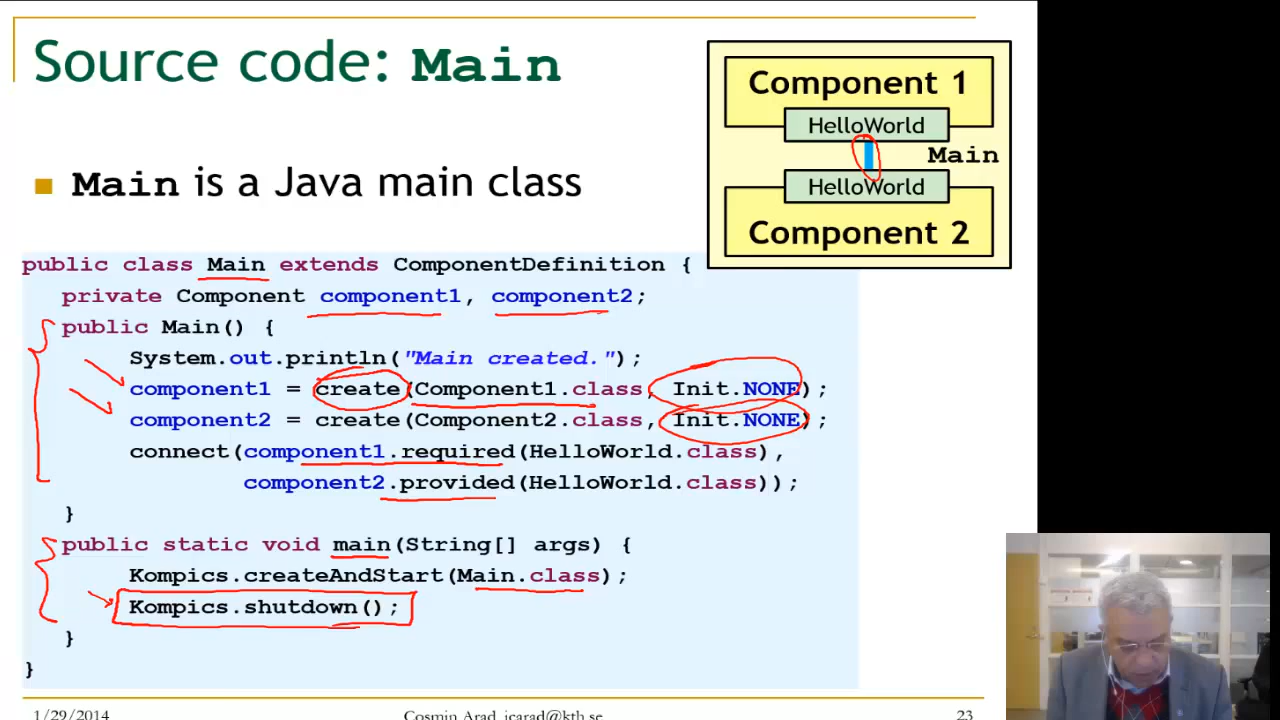 Source code: Main
Component 1
HelloWorld
Main
HelloWorld
Component 2
Main is a Java main class
public class Main extends ComponentDefinition {
private Component component1, component2;
public Main() {
System.out.println("Main created.");
component1 = create(Component1.class, Init.NONE);
component2 = create(Component2.class, Init.NONE);
connect(component1.required(HelloWorld.class),
component2.provided(HelloWorld.class));
}
public static void main(String[] args) {
Kompics.createAndStart(Main.class);
Kompics.shutdown();
}
}
1/29/2014 Cosmin Arad, icarad@kth.se 23